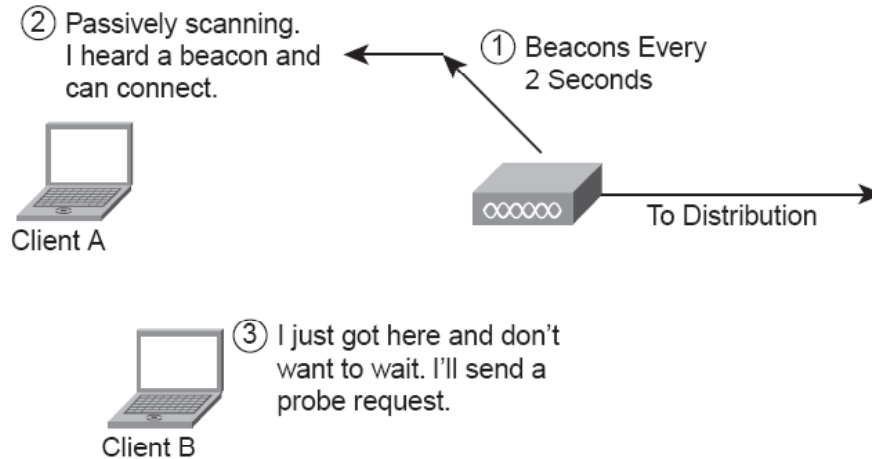 ② Passively scanning.
I heard a beacon and
can connect.
① Beacons Every
2 Seconds
Client A
To Distribution
③ I just got here and don't
want to wait. I'll send a
probe request.
Client B